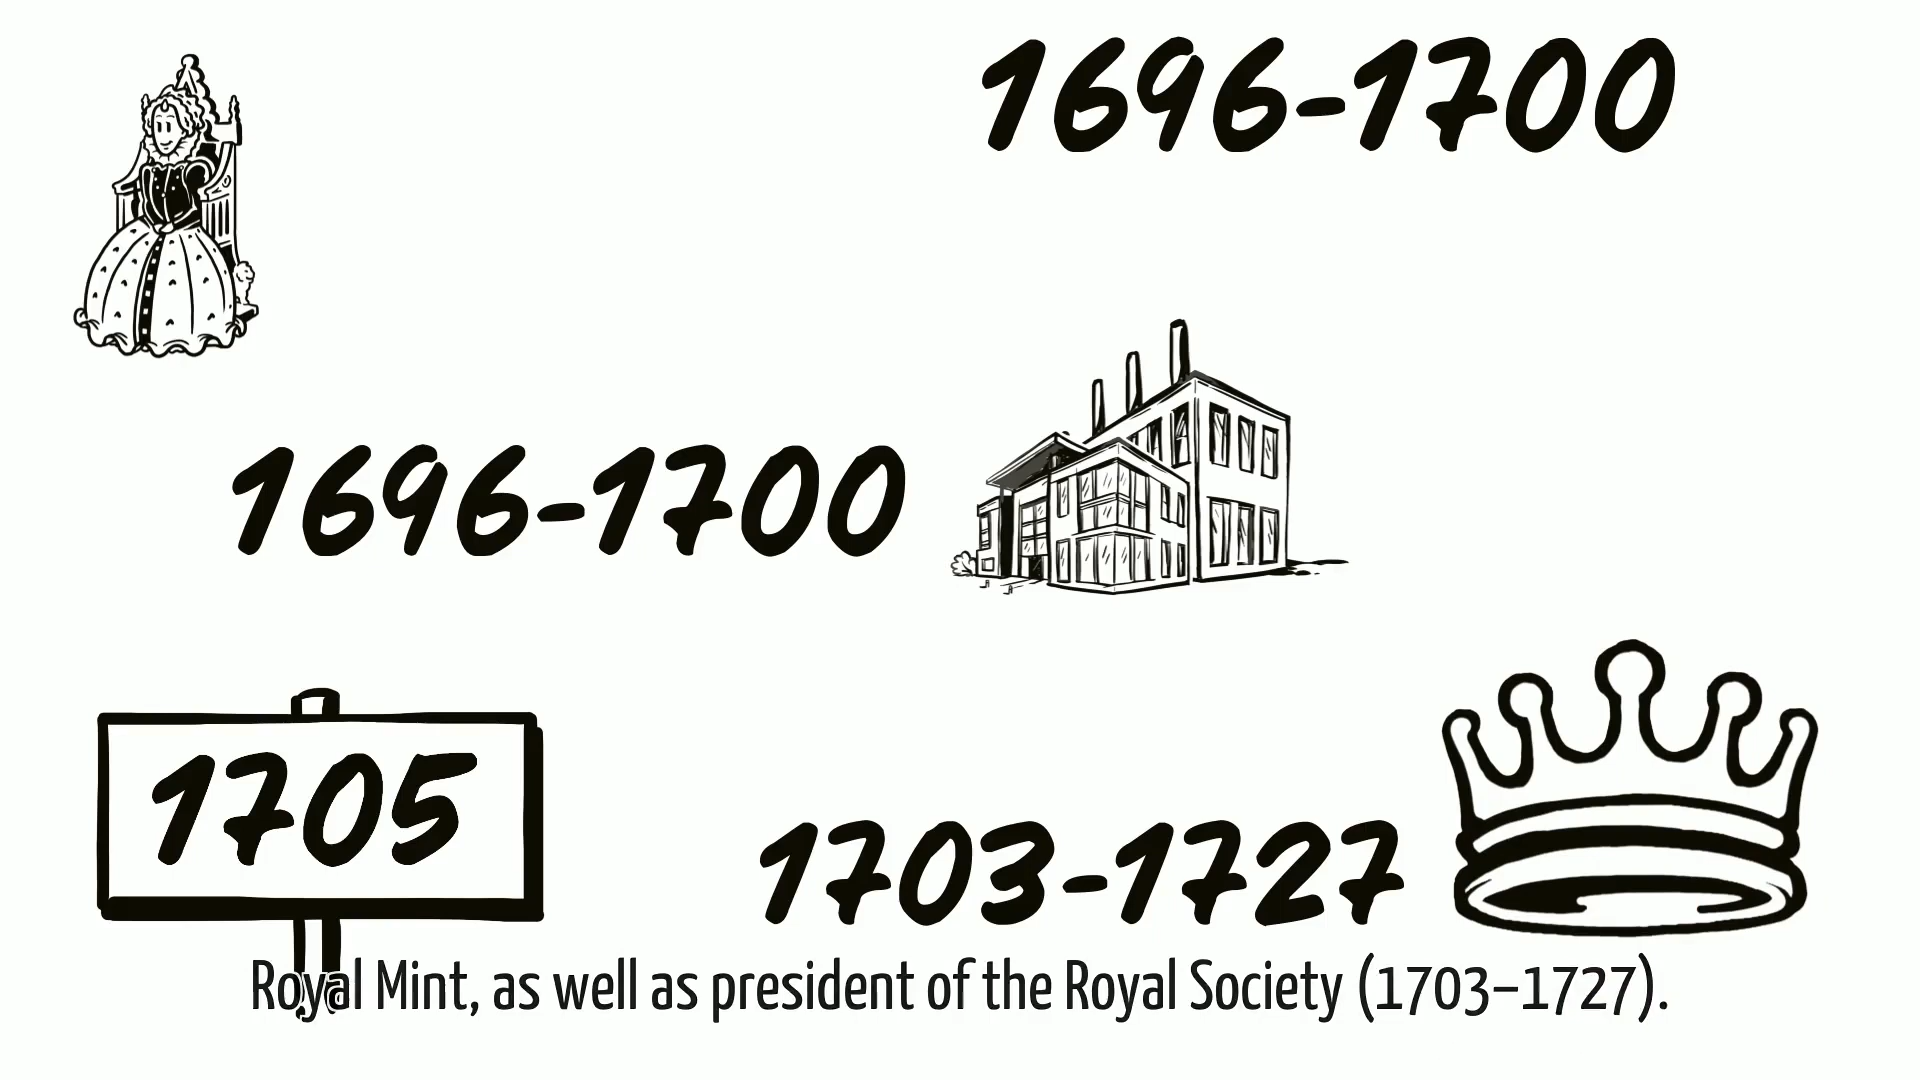 1696-1700
1696-1700
1705
1703-1727
Royal Mint, as well as president of the Royal Society (1703–1727).